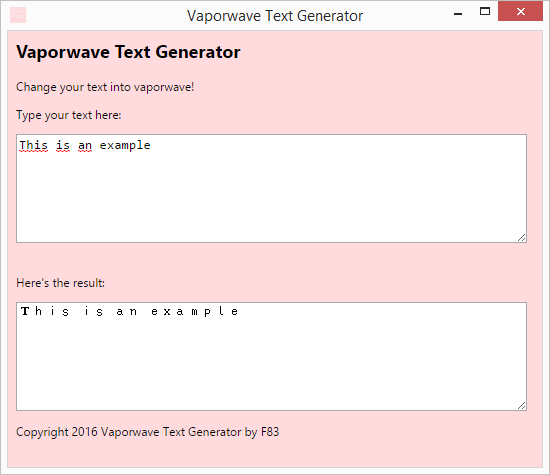 Vaporwave Text Generator
Vaporwave Text Generator
Change your text into vaporwave!
Type your text here:
This is an example
Here's the result:
Ｔｈｉｓ ｉｓ ａｎ ｅｘａｍｐｌｅ
Copyright 2016 Vaporwave Text Generator by F83